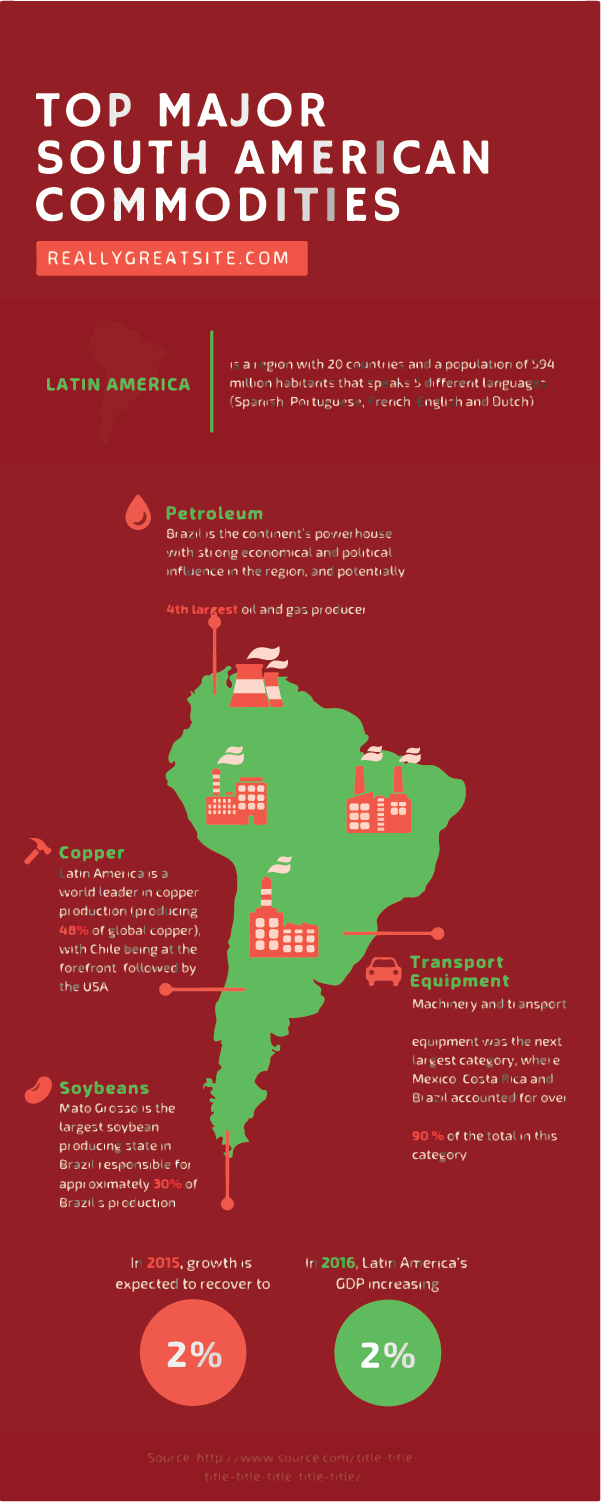 TOP MAJOR
SOUTH AMERICAN
COMMODITIES
REALLYGREATSITE.COM
LATIN AMERICA
is a region with 20 countries and a population of 594
million habitants that speaks 5 different languages
(Spanish, Portuguese, French, English and Dutch)
Petroleum
Brazil is the continent's powerhouse
with strong economical and political
influence in the region, and potentially
4th largest oil and gas producer
Copper
Latin America is a
world leader in copper
production (producing
48% of global copper),
with Chile being at the
forefront followed by
the USA
Transport
Equipment
Machinery and transport
equipment was the next
largest category, where
Mexico Costa Rica and
Brazil accounted for over
90 % of the total in this
category
Soybeans
Mato Grosso is the
largest soybean
producing state in
Brazil responsible for
approximately 30% of
Brazil's production
In 2015, growth is
expected to recover to
2%
In 2016, Latin America's
GDP increasing
2%
Source: http://www.source.com/title-title-
title-title-title-title-title/